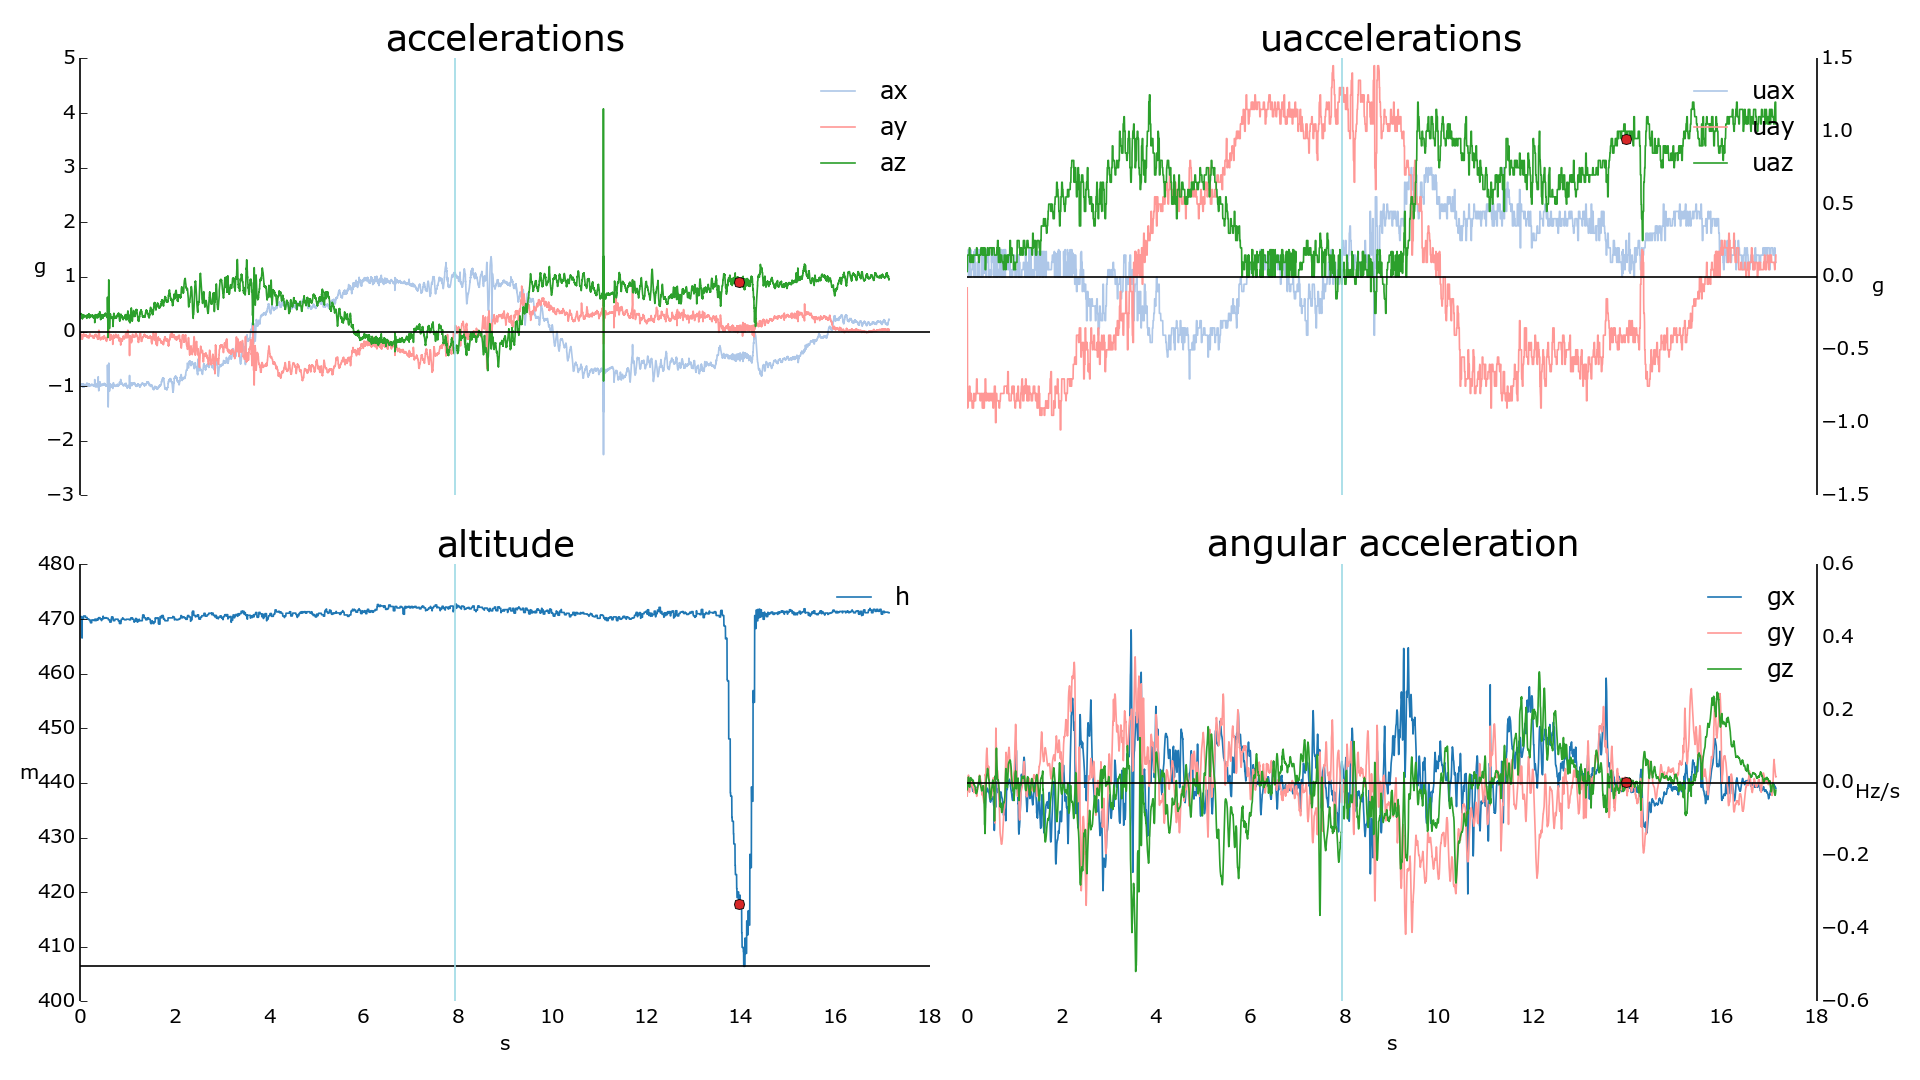 accelerations
5
4
3
2
1
0
−1
−2
−3
g
ax
ay
az
uaccelerations
1.5
1.0
0.5
0.0
−0.5
−1.0
−1.5
g
uax
uay
uaz
altitude
480
470
460
450
440
430
420
410
400
m
h
0 2 4 6 8 10 12 14 16 18
s
angular acceleration
0.6
0.4
0.2
0.0
−0.2
−0.4
−0.6
Hz/s
gx
gy
gz
0 2 4 6 8 10 12 14 16 18
s